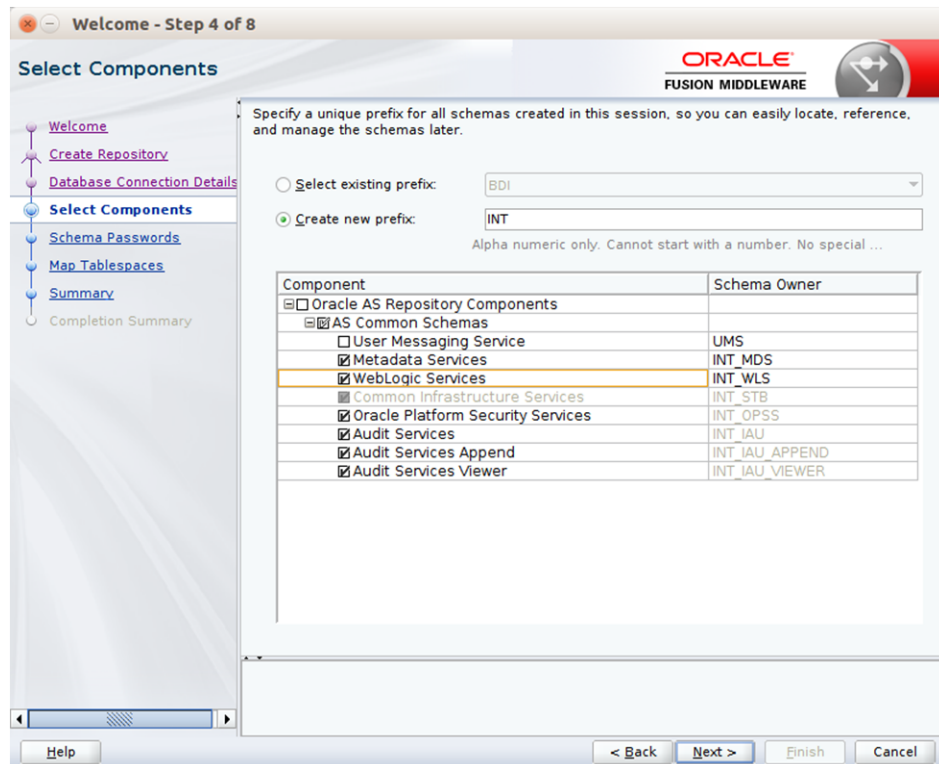 Welcome - Step 4 of 8
Select Components
ORACLE
FUSION MIDDLEWARE
Welcome
Create Repository
Database Connection Details
Select Components
Schema Passwords
Map Tablespaces
Summary
Completion Summary
Specify a unique prefix for all schemas created in this session, so you can easily locate, reference,
and manage the schemas later.
Select existing prefix: BDI
Create new prefix: INT
Alpha numeric only. Cannot start with a number. No special ...
Component Schema Owner
Oracle AS Repository Components
AS Common Schemas
User Messaging Service UMS
Metadata Services INT_MDS
WebLogic Services INT_WLS
Common Infrastructure Services INT_STB
Oracle Platform Security Services INT_OPSS
Audit Services INT_IAU
Audit Services Append INT_IAU_APPEND
Audit Services Viewer INT_IAU_VIEWER
Help < Back Next > Finish Cancel